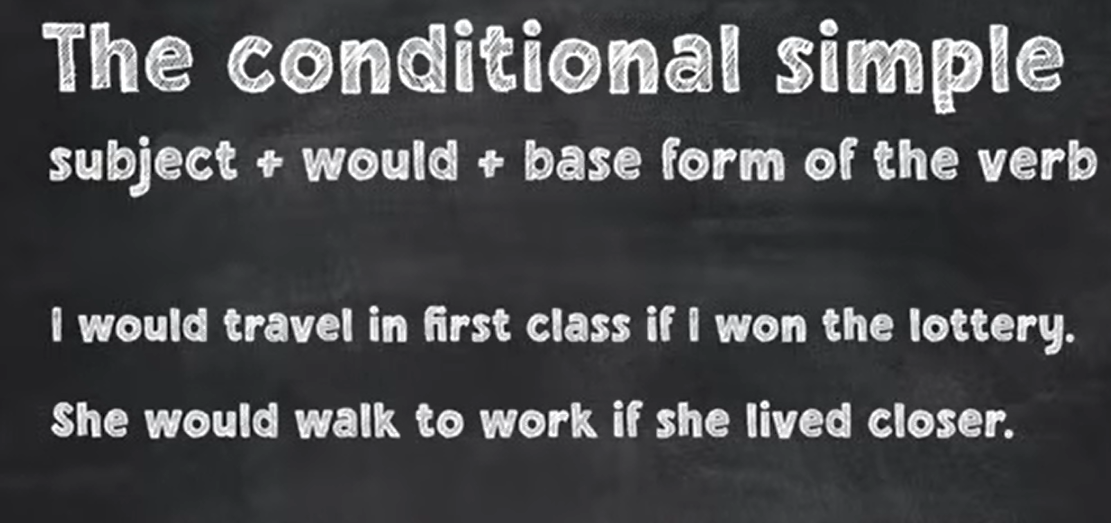 The conditional simple
subject + would + base form of the verb
I would travel in first class if I won the lottery.
She would walk to work if she lived closer.